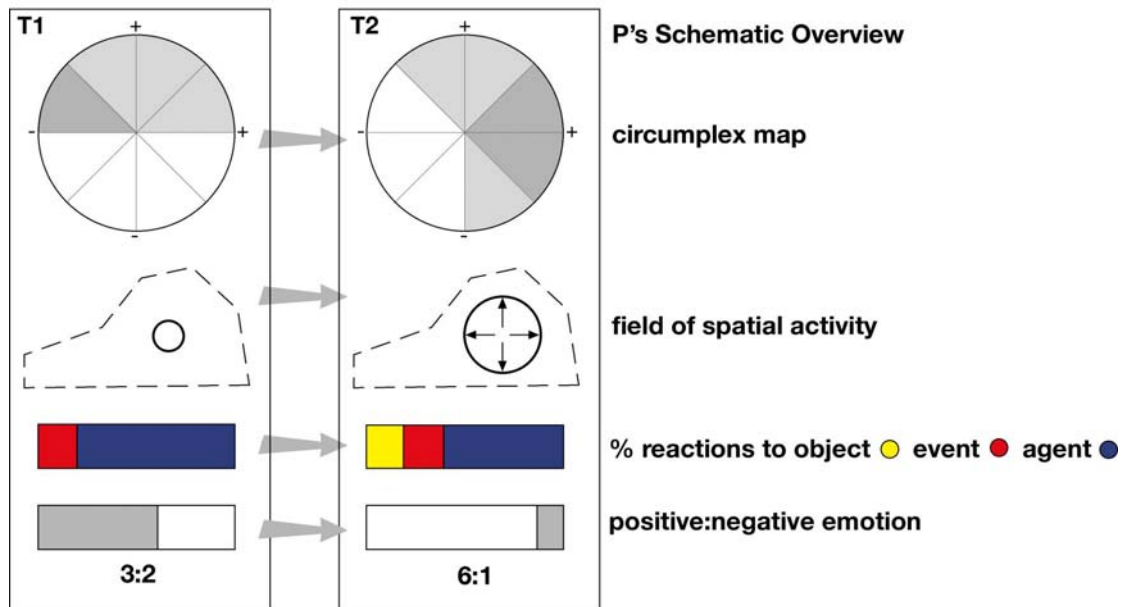 T1
+
-
+
-
3:2
T2
+
-
+
-
6:1
P’s Schematic Overview
circumplex map
field of spatial activity
% reactions to object event agent
positive:negative emotion